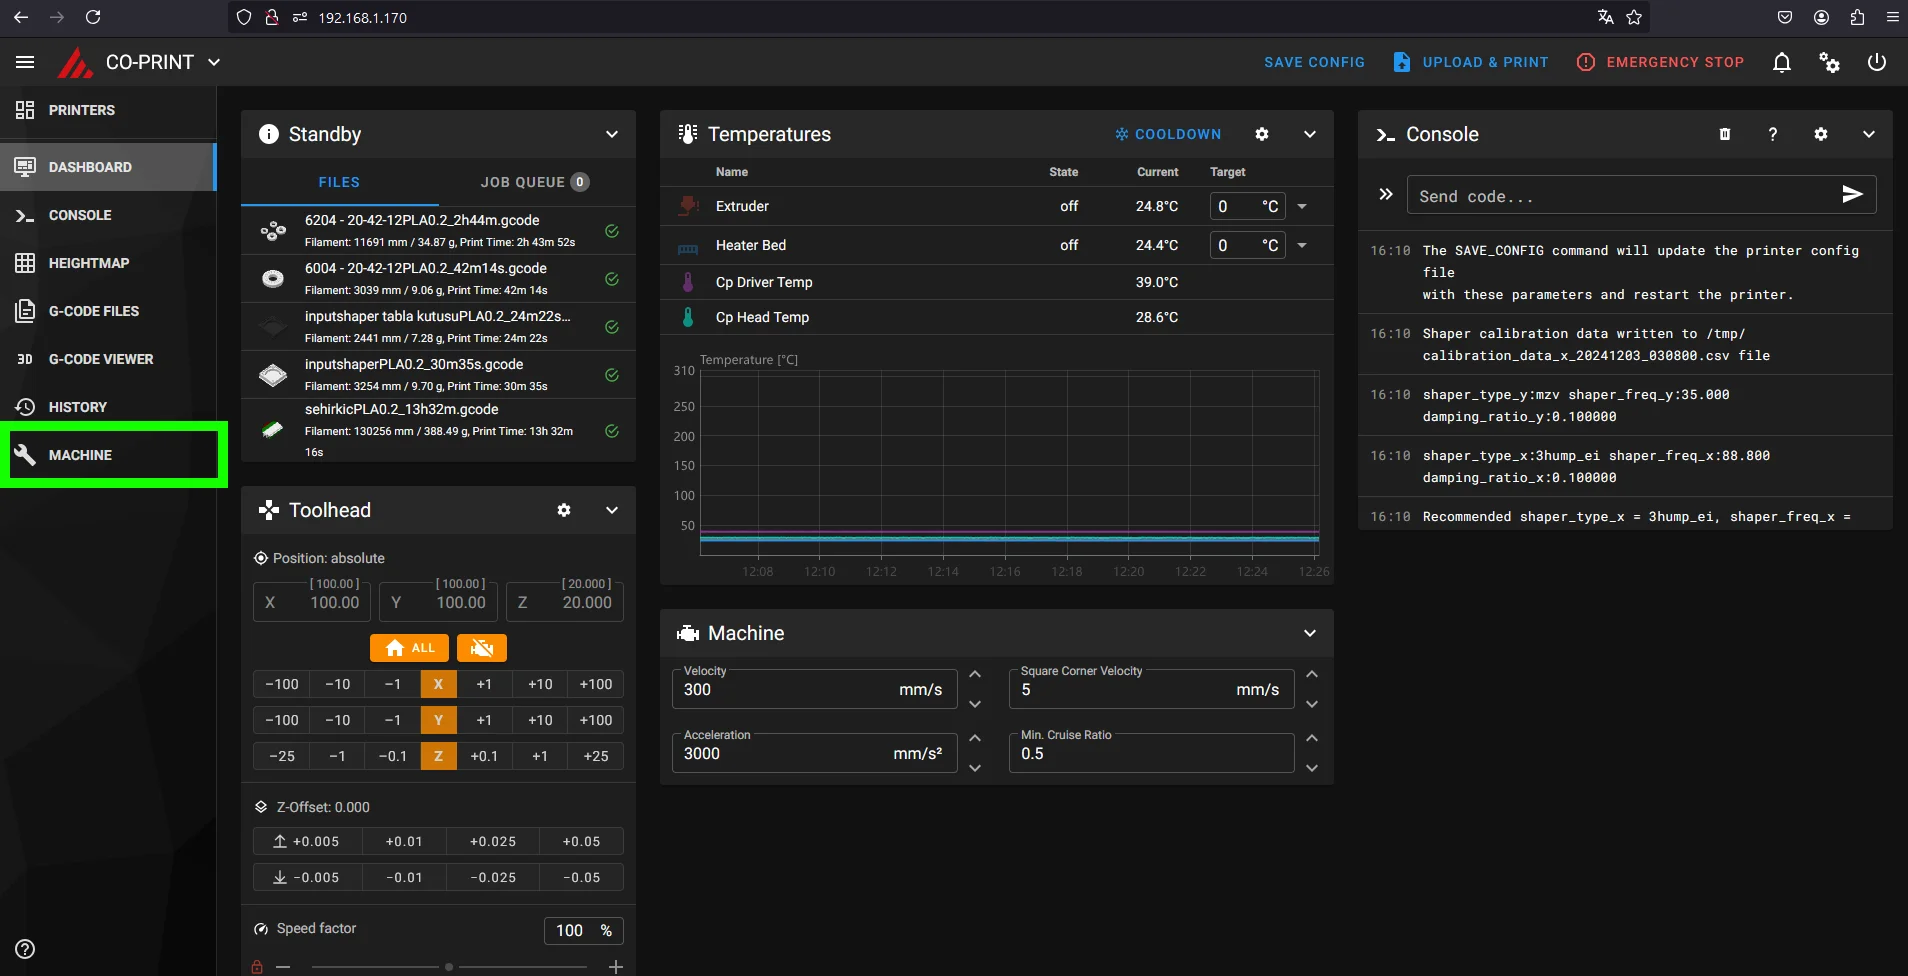 192.168.1.170
CO-PRINT
SAVE CONFIG
UPLOAD & PRINT
EMERGENCY STOP
PRINTERS
DASHBOARD
CONSOLE
HEIGHTMAP
G-CODE FILES
3D G-CODE VIEWER
HISTORY
MACHINE
Standby
FILES
JOB QUEUE 0
6204 - 20-42-12PLA0.2_2h44m.gcode
Filament: 11691 mm / 34.87 g, Print Time: 2h 43m 52s
6004 - 20-42-12PLA0.2_42m14s.gcode
Filament: 3039 mm / 9.06 g, Print Time: 42m 14s
inputshaper tabla kutusuPLA0.2_24m22s...
Filament: 2441 mm / 7.28 g, Print Time: 24m 22s
inputshaperPLA0.2_30m35s.gcode
Filament: 3254 mm / 9.70 g, Print Time: 30m 35s
sehirkicPLA0.2_13h32m.gcode
Filament: 130256 mm / 388.49 g, Print Time: 13h 32m
16s
Toolhead
Position: absolute
[ 100.00 ] [ 100.00 ] [ 20.000 ]
X 100.00 Y 100.00 Z 20.000
ALL
−100 −10 −1 X +1 +10 +100
−100 −10 −1 Y +1 +10 +100
−25 −1 −0.1 Z +0.1 +1 +25
Z-Offset: 0.000
+0.005 +0.01 +0.025 +0.05
−0.005 −0.01 −0.025 −0.05
Speed factor 100 %
Temperatures
COOLDOWN
Name State Current Target
Extruder off 24.8°C 0 °C
Heater Bed off 24.4°C 0 °C
Cp Driver Temp 39.0°C
Cp Head Temp 28.6°C
Temperature [°C]
310
250
200
150
100
50
12:08 12:10 12:12 12:14 12:16 12:18 12:20 12:22 12:24 12:26
Machine
Velocity
300 mm/s
Square Corner Velocity
5 mm/s
Acceleration
3000 mm/s²
Min. Cruise Ratio
0.5
Console
?
Send code...
16:10 The SAVE_CONFIG command will update the printer config
file
with these parameters and restart the printer.
16:10 Shaper calibration data written to /tmp/
calibration_data_x_20241203_030800.csv file
16:10 shaper_type_y:mzv shaper_freq_y:35.000
damping_ratio_y:0.100000
16:10 shaper_type_x:3hump_ei shaper_freq_x:88.800
damping_ratio_x:0.100000
16:10 Recommended shaper_type_x = 3hump_ei, shaper_freq_x =